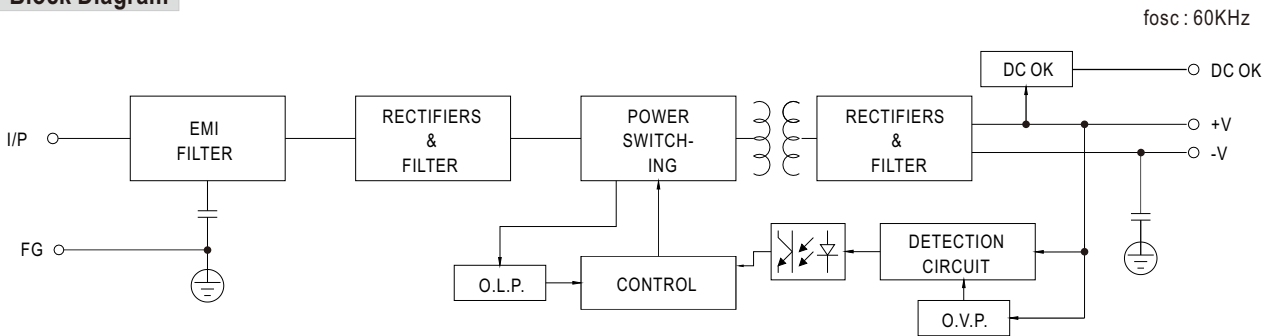 Block Diagram
fosc : 60KHz
DC OK
DC OK
I/P
EMI
FILTER
RECTIFIERS
&
FILTER
POWER
SWITCH-
ING
RECTIFIERS
&
FILTER
+V
-V
FG
O.L.P.
CONTROL
DETECTION
CIRCUIT
O.V.P.